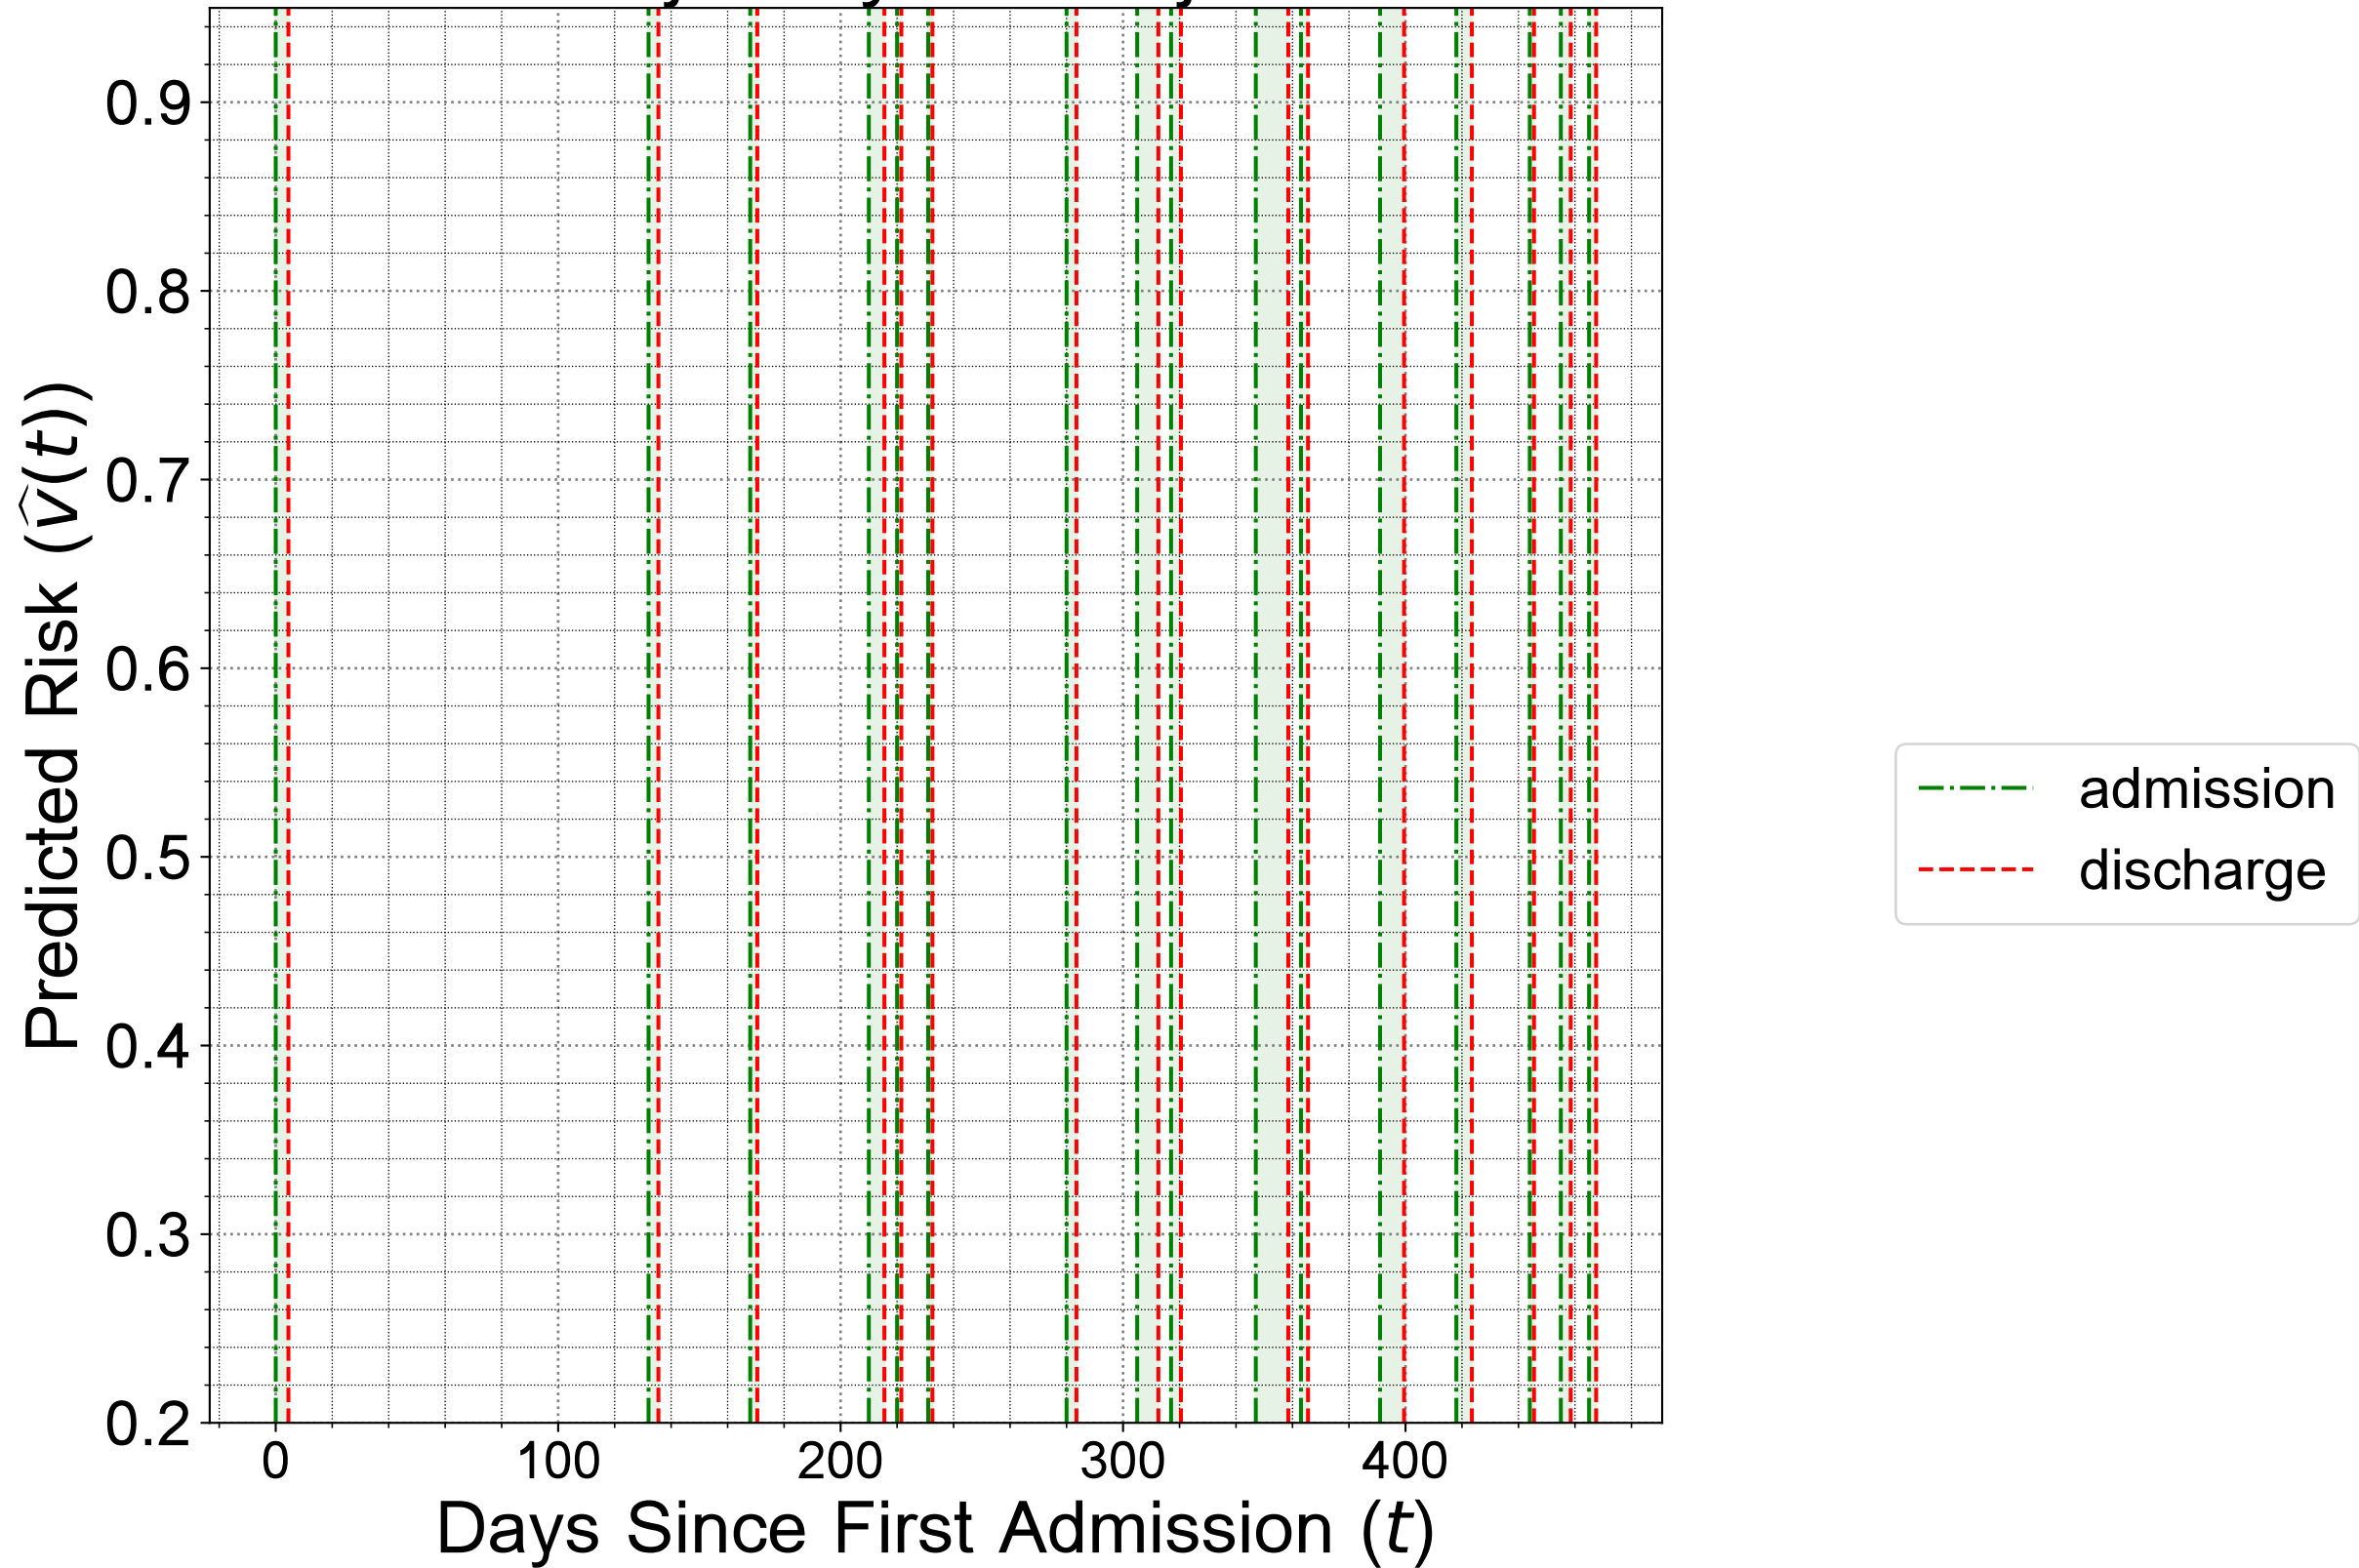 0.9
0.8
0.7
0.6
0.5
0.4
0.3
0.2
Predicted Risk (v̂(t))
0 100 200 300 400
Days Since First Admission (t)
admission
discharge